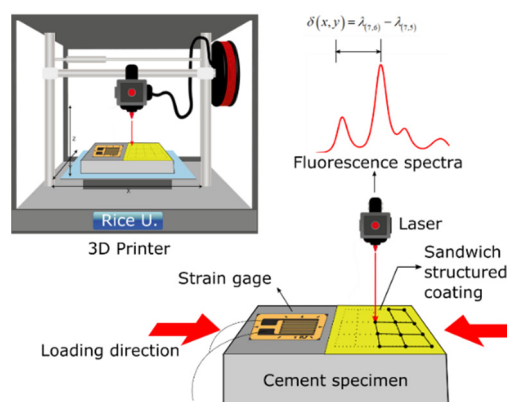 δ(x, y) = λ(7,6) − λ(7,5)
Fluorescence spectra
Z
X
Rice U.
3D Printer
Laser
Sandwich
structured
coating
Strain gage
Loading direction
Cement specimen